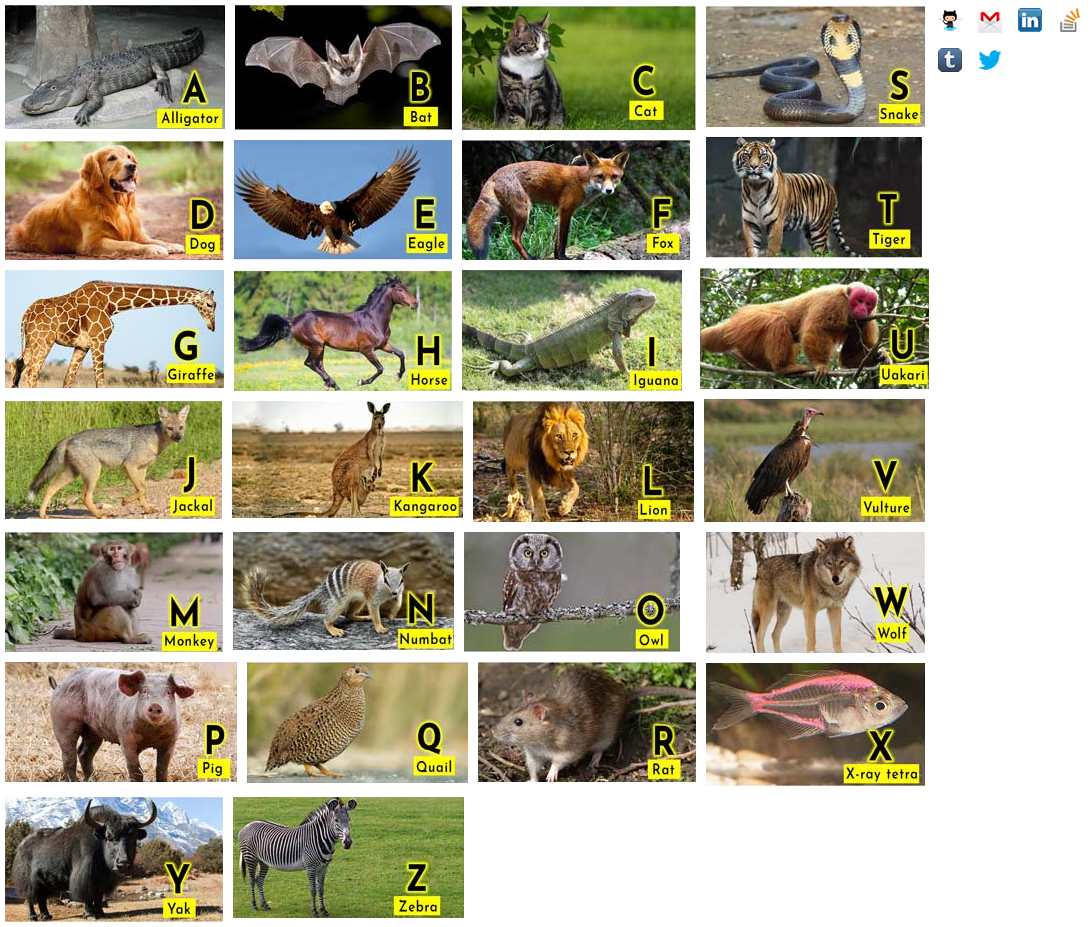 A
Alligator
B
Bat
C
Cat
S
Snake
D
Dog
E
Eagle
F
Fox
T
Tiger
G
Giraffe
H
Horse
I
Iguana
U
Uakari
J
Jackal
K
Kangaroo
L
Lion
V
Vulture
M
Monkey
N
Numbat
O
Owl
W
Wolf
P
Pig
Q
Quail
R
Rat
X
X-ray tetra
Y
Yak
Z
Zebra
in
t